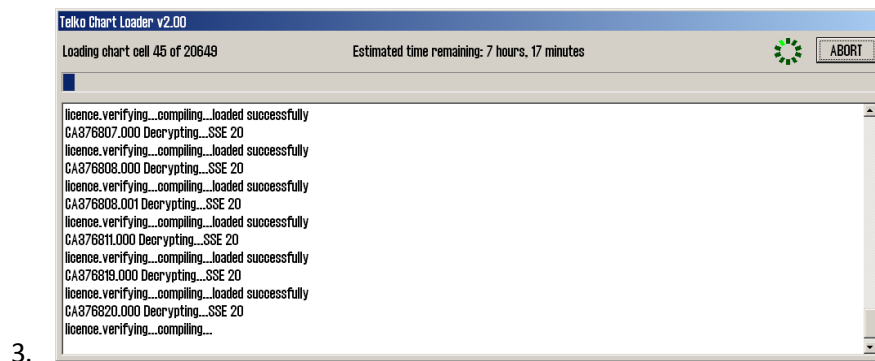 Telko Chart Loader v2.00
Loading chart cell 45 of 20649 Estimated time remaining: 7 hours, 17 minutes ABORT
licence.verifying...compiling...loaded successfully
CA376807.000 Decrypting...SSE 20
licence.verifying...compiling...loaded successfully
CA376808.000 Decrypting...SSE 20
licence.verifying...compiling...loaded successfully
CA376808.001 Decrypting...SSE 20
licence.verifying...compiling...loaded successfully
CA376811.000 Decrypting...SSE 20
licence.verifying...compiling...loaded successfully
CA376819.000 Decrypting...SSE 20
licence.verifying...compiling...loaded successfully
CA376820.000 Decrypting...SSE 20
licence.verifying...compiling...
3.